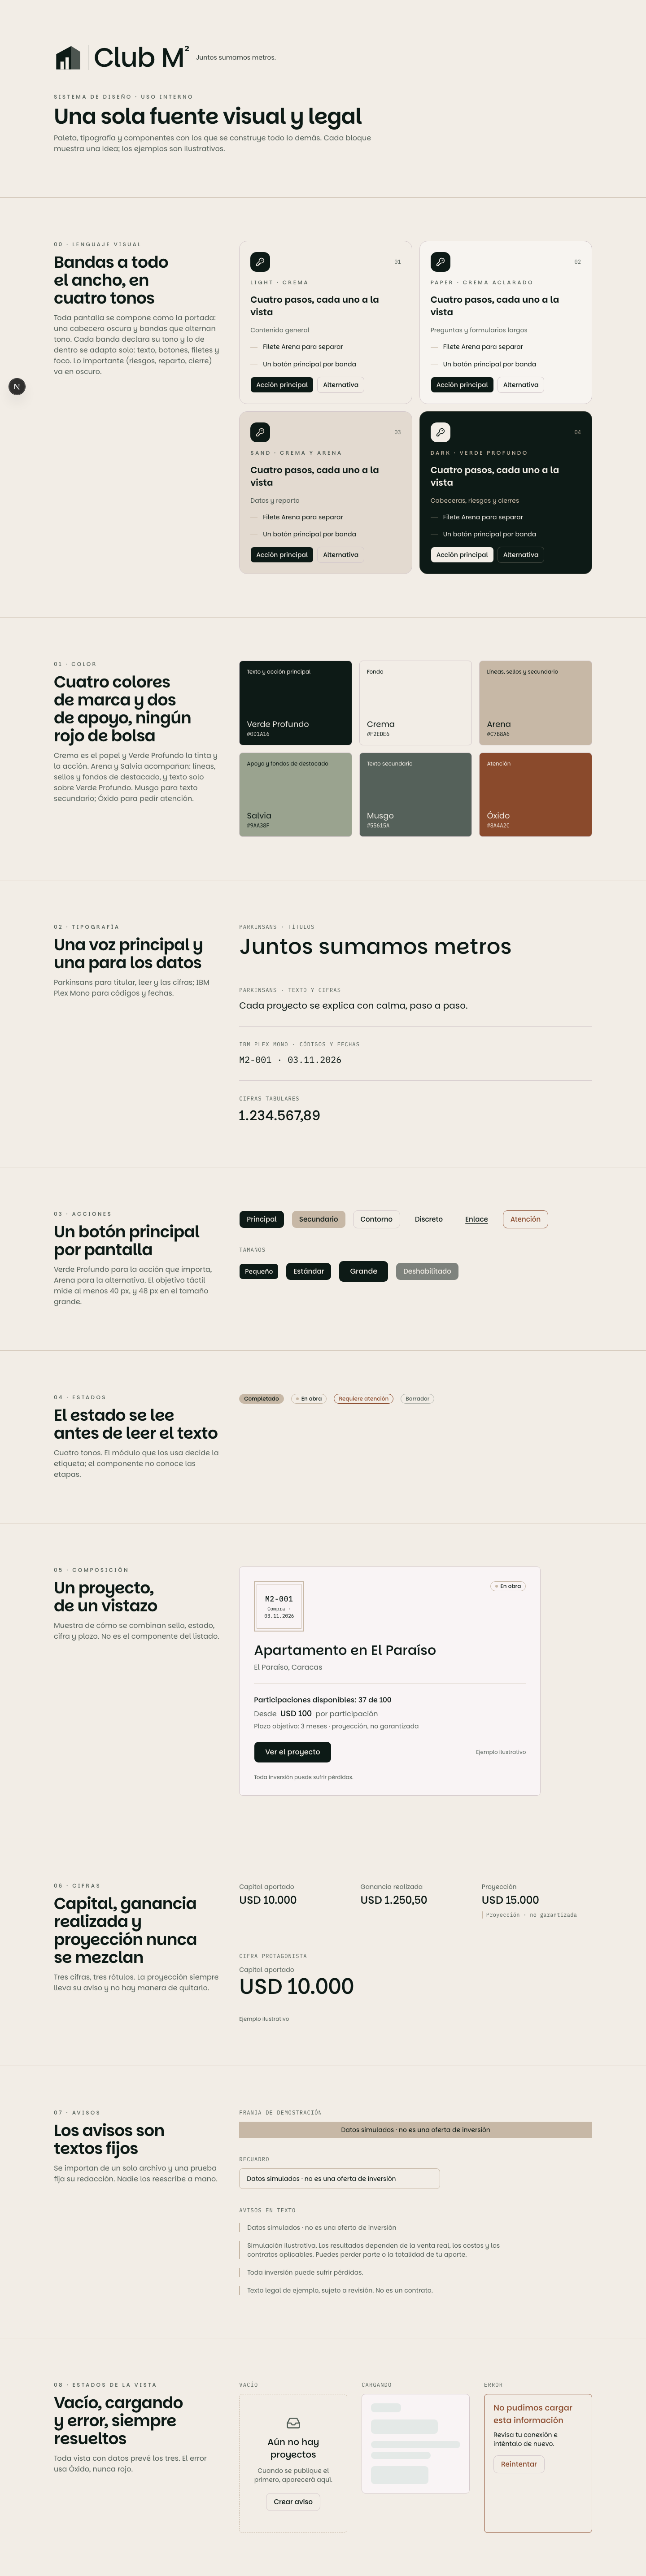 Club M²
Juntos sumamos metros.
SISTEMA DE DISEÑO · USO INTERNO
Una sola fuente visual y legal
Paleta, tipografía y componentes con los que se construye todo lo demás. Cada bloque
muestra una idea; los ejemplos son ilustrativos.
00 · LENGUAJE VISUAL
Bandas a todo
el ancho, en
cuatro tonos
Toda pantalla se compone como la portada:
una cabecera oscura y bandas que alternan
tono. Cada banda declara su tono y lo de
dentro se adapta solo: texto, botones, filetes y
foco. Lo importante (riesgos, reparto, cierre)
va en oscuro.
N
01
LIGHT · CREMA
Cuatro pasos, cada uno a la
vista
Contenido general
— Filete Arena para separar
— Un botón principal por banda
Acción principal
Alternativa
02
PAPER · CREMA ACLARADO
Cuatro pasos, cada uno a la
vista
Preguntas y formularios largos
— Filete Arena para separar
— Un botón principal por banda
Acción principal
Alternativa
03
SAND · CREMA Y ARENA
Cuatro pasos, cada uno a la
vista
Datos y reparto
— Filete Arena para separar
— Un botón principal por banda
Acción principal
Alternativa
04
DARK · VERDE PROFUNDO
Cuatro pasos, cada uno a la
vista
Cabeceras, riesgos y cierres
— Filete Arena para separar
— Un botón principal por banda
Acción principal
Alternativa
01 · COLOR
Cuatro colores
de marca y dos
de apoyo, ningún
rojo de bolsa
Crema es el papel y Verde Profundo la tinta y
la acción. Arena y Salvia acompañan: líneas,
sellos y fondos de destacado, y texto solo
sobre Verde Profundo. Musgo para texto
secundario; Óxido para pedir atención.
Texto y acción principal
Verde Profundo
#0D1A16
Fondo
Crema
#F2EDE6
Líneas, sellos y secundario
Arena
#C7B8A6
Apoyo y fondos de destacado
Salvia
#9AA38F
Texto secundario
Musgo
#55615A
Atención
Óxido
#8A4A2C
02 · TIPOGRAFÍA
Una voz principal y
una para los datos
Parkinsans para titular, leer y las cifras; IBM
Plex Mono para códigos y fechas.
PARKINSANS · TÍTULOS
Juntos sumamos metros
PARKINSANS · TEXTO Y CIFRAS
Cada proyecto se explica con calma, paso a paso.
IBM PLEX MONO · CÓDIGOS Y FECHAS
M2-001 · 03.11.2026
CIFRAS TABULARES
1.234.567,89
03 · ACCIONES
Un botón principal
por pantalla
Verde Profundo para la acción que importa,
Arena para la alternativa. El objetivo táctil
mide al menos 40 px, y 48 px en el tamaño
grande.
Principal
Secundario
Contorno
Discreto
Enlace
Atención
TAMAÑOS
Pequeño
Estándar
Grande
Deshabilitado
04 · ESTADOS
El estado se lee
antes de leer el texto
Cuatro tonos. El módulo que los usa decide la
etiqueta; el componente no conoce las
etapas.
Completado
En obra
Requiere atención
Borrador
05 · COMPOSICIÓN
Un proyecto,
de un vistazo
Muestra de cómo se combinan sello, estado,
cifra y plazo. No es el componente del listado.
M2-001
Compra ·
03.11.2026
En obra
Apartamento en El Paraíso
El Paraíso, Caracas
Participaciones disponibles: 37 de 100
Desde USD 100 por participación
Plazo objetivo: 3 meses · proyección, no garantizada
Ver el proyecto
Ejemplo ilustrativo
Toda inversión puede sufrir pérdidas.
06 · CIFRAS
Capital, ganancia
realizada y
proyección nunca
se mezclan
Tres cifras, tres rótulos. La proyección siempre
lleva su aviso y no hay manera de quitarlo.
Capital aportado
USD 10.000
Ganancia realizada
USD 1.250,50
Proyección
USD 15.000
Proyección · no garantizada
CIFRA PROTAGONISTA
Capital aportado
USD 10.000
Ejemplo ilustrativo
07 · AVISOS
Los avisos son
textos fijos
Se importan de un solo archivo y una prueba
fija su redacción. Nadie los reescribe a mano.
FRANJA DE DEMOSTRACIÓN
Datos simulados · no es una oferta de inversión
RECUADRO
Datos simulados · no es una oferta de inversión
AVISOS EN TEXTO
Datos simulados · no es una oferta de inversión
Simulación ilustrativa. Los resultados dependen de la venta real, los costos y los
contratos aplicables. Puedes perder parte o la totalidad de tu aporte.
Toda inversión puede sufrir pérdidas.
Texto legal de ejemplo, sujeto a revisión. No es un contrato.
08 · ESTADOS DE LA VISTA
Vacío, cargando
y error, siempre
resueltos
Toda vista con datos prevé los tres. El error
usa Óxido, nunca rojo.
VACÍO
Aún no hay
proyectos
Cuando se publique el
primero, aparecerá aquí.
Crear aviso
CARGANDO
ERROR
No pudimos cargar
esta información
Revisa tu conexión e
inténtalo de nuevo.
Reintentar